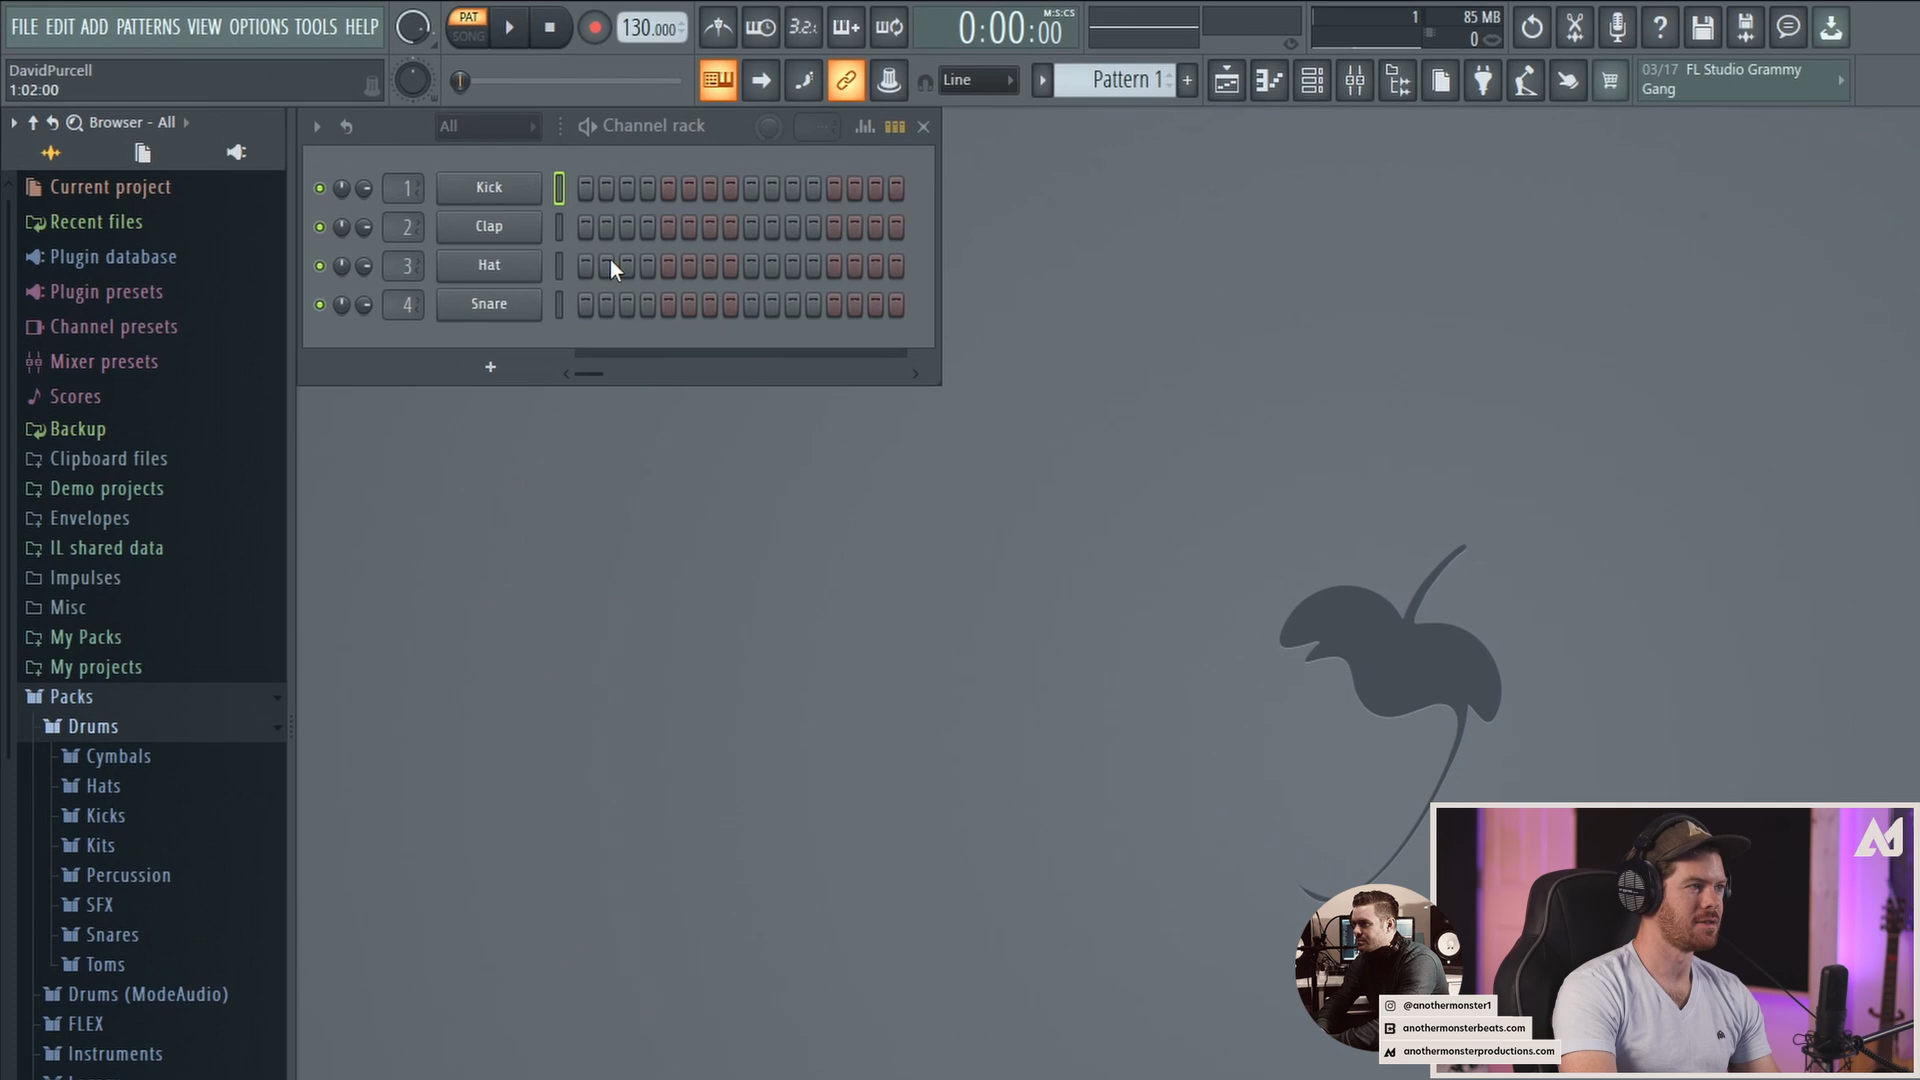 FILE EDIT ADD PATTERNS VIEW OPTIONS TOOLS HELP
PAT
SONG
130.000
3.2.
0:00:00
M:S:CS
1
85 MB
0
DavidPurcell
1:02:00
Line
Pattern 1
+
03/17 FL Studio Grammy
Gang
Browser - All
All
Channel rack
Current project
Recent files
Plugin database
Plugin presets
Channel presets
Mixer presets
Scores
Backup
Clipboard files
Demo projects
Envelopes
IL shared data
Impulses
Misc
My Packs
My projects
Packs
Drums
Cymbals
Hats
Kicks
Kits
Percussion
SFX
Snares
Toms
Drums (ModeAudio)
FLEX
Instruments
1 Kick
2 Clap
3 Hat
4 Snare
+
@anothermonster1
anothermonsterbeats.com
anothermonsterproductions.com